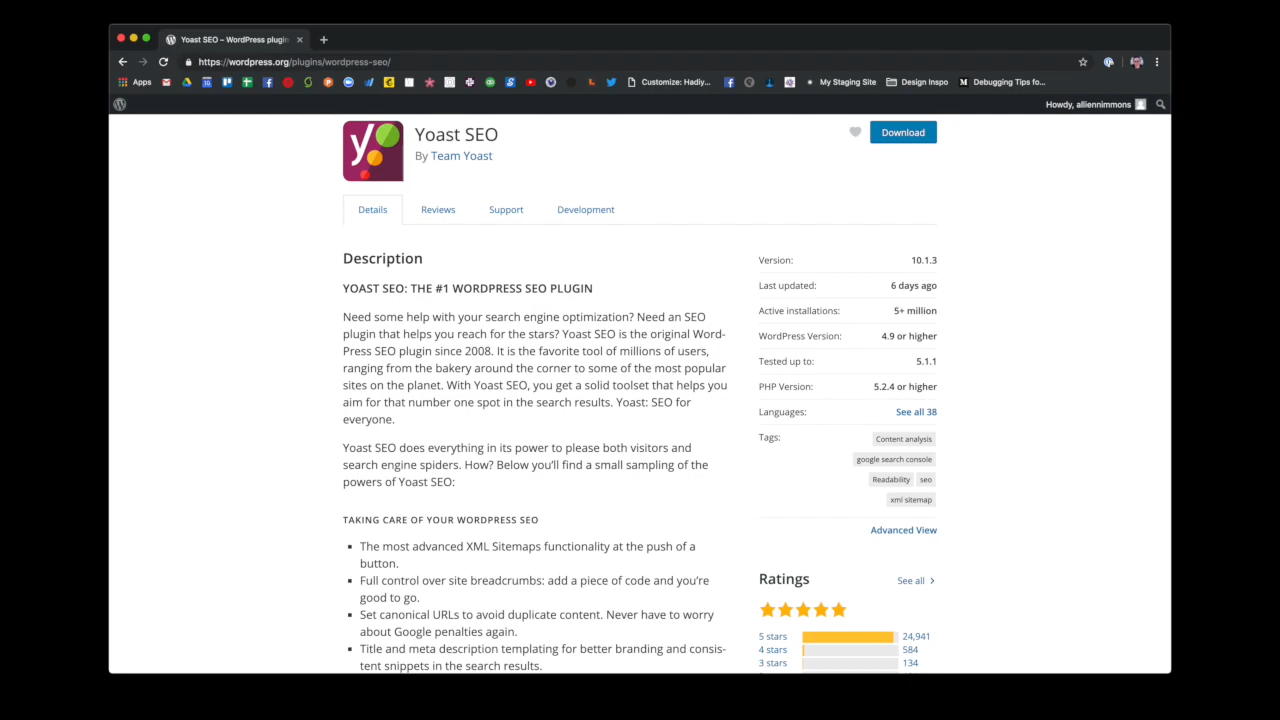 Yoast SEO – WordPress plugin
https://wordpress.org/plugins/wordpress-seo/
Apps
Customize: Hadly...
My Staging Site
Design Inspo
Debugging Tips fo...
Howdy, alliennimmons
Yoast SEO
By Team Yoast
Download
Details
Reviews
Support
Development
Description
YOAST SEO: THE #1 WORDPRESS SEO PLUGIN
Need some help with your search engine optimization? Need an SEO
plugin that helps you reach for the stars? Yoast SEO is the original Word-
Press SEO plugin since 2008. It is the favorite tool of millions of users,
ranging from the bakery around the corner to some of the most popular
sites on the planet. With Yoast SEO, you get a solid toolset that helps you
aim for that number one spot in the search results. Yoast: SEO for
everyone.
Yoast SEO does everything in its power to please both visitors and
search engine spiders. How? Below you’ll find a small sampling of the
powers of Yoast SEO:
TAKING CARE OF YOUR WORDPRESS SEO
The most advanced XML Sitemaps functionality at the push of a
button.
Full control over site breadcrumbs: add a piece of code and you’re
good to go.
Set canonical URLs to avoid duplicate content. Never have to worry
about Google penalties again.
Title and meta description templating for better branding and consis-
tent snippets in the search results.
Version: 10.1.3
Last updated: 6 days ago
Active installations: 5+ million
WordPress Version: 4.9 or higher
Tested up to: 5.1.1
PHP Version: 5.2.4 or higher
Languages: See all 38
Tags: Content analysis
google search console
Readability seo
xml sitemap
Advanced View
Ratings See all
5 stars 24,941
4 stars 584
3 stars 134